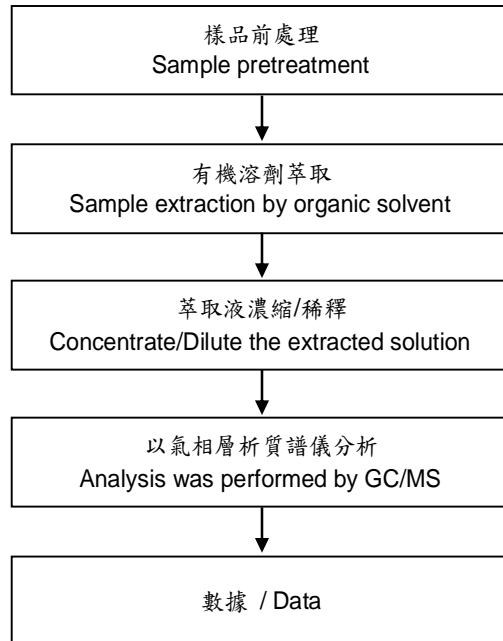 樣品前處理
Sample pretreatment
有機溶劑萃取
Sample extraction by organic solvent
萃取液濃縮/稀釋
Concentrate/Dilute the extracted solution
以氣相層析質譜儀分析
Analysis was performed by GC/MS
數據 / Data